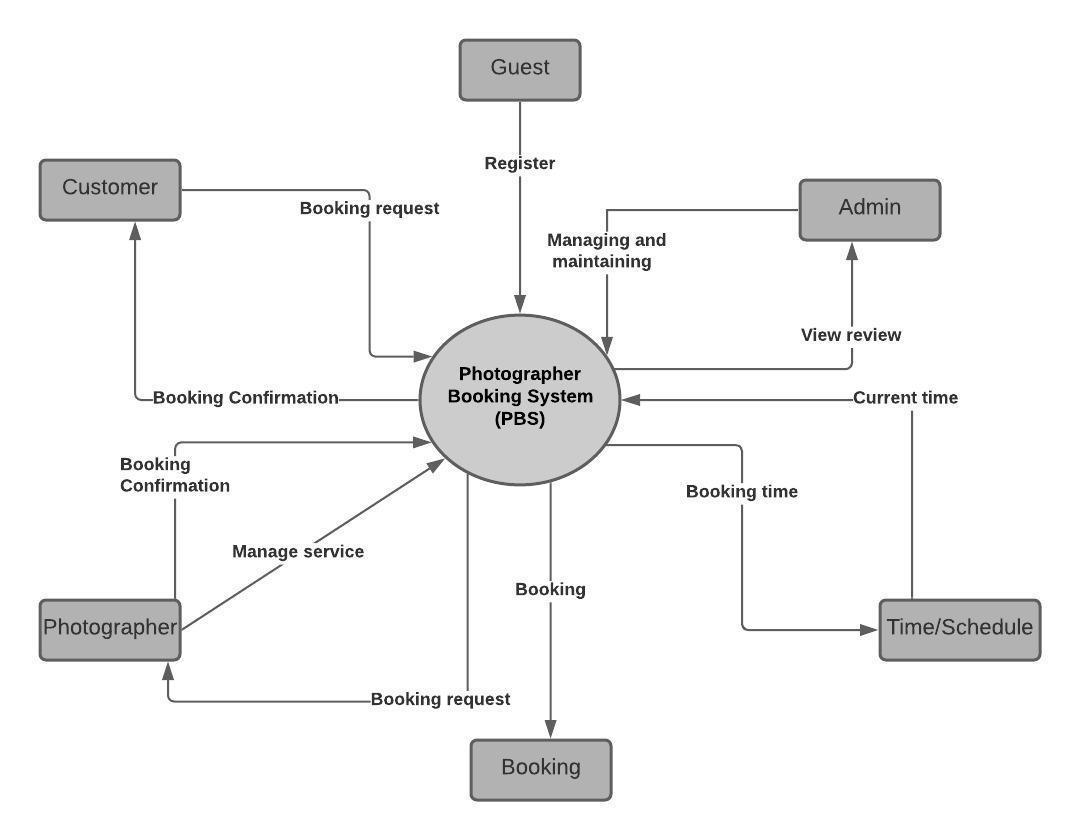 Guest
Register
Customer
Booking request
Admin
Managing and
maintaining
View review
Photographer
Booking System
(PBS)
Booking Confirmation
Current time
Booking
Confirmation
Booking time
Manage service
Booking
Photographer
Time/Schedule
Booking request
Booking